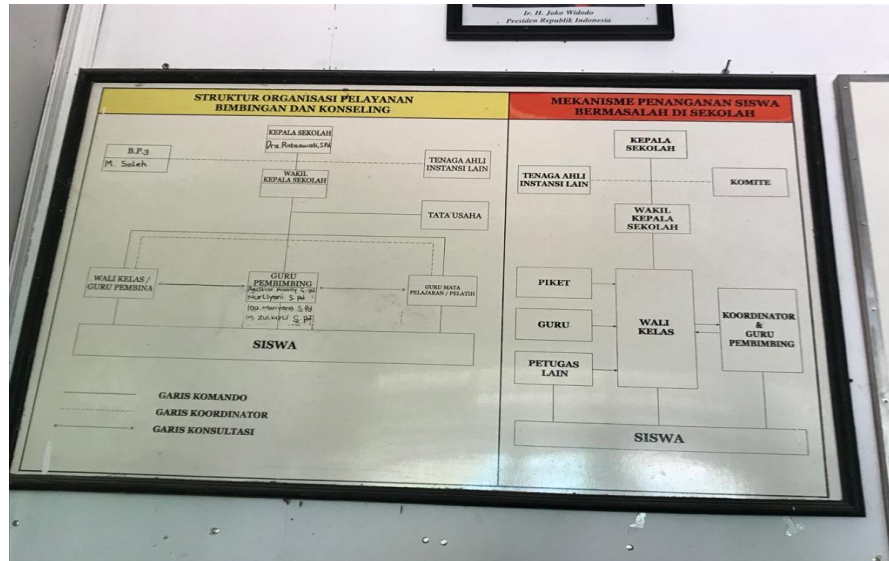 Ir. H. Joko Widodo
Presiden Republik Indonesia
STRUKTUR ORGANISASI PELAYANAN
BIMBINGAN DAN KONSELING
KEPALA SEKOLAH
B.P.3
M. Soleh
TENAGA AHLI
INSTANSI LAIN
WAKIL
KEPALA SEKOLAH
TATA USAHA
WALI KELAS /
GURU PEMBINA
GURU
PEMBIMBING
Nurliyani S.pd
GURU MATA
PELAJARAN / PELATIH
SISWA
GARIS KOMANDO
GARIS KOORDINATOR
GARIS KONSULTASI
MEKANISME PENANGANAN SISWA
BERMASALAH DI SEKOLAH
KEPALA
SEKOLAH
TENAGA AHLI
INSTANSI LAIN
KOMITE
WAKIL
KEPALA
SEKOLAH
PIKET
GURU
PETUGAS
LAIN
WALI
KELAS
KOORDINATOR
&
GURU
PEMBIMBING
SISWA